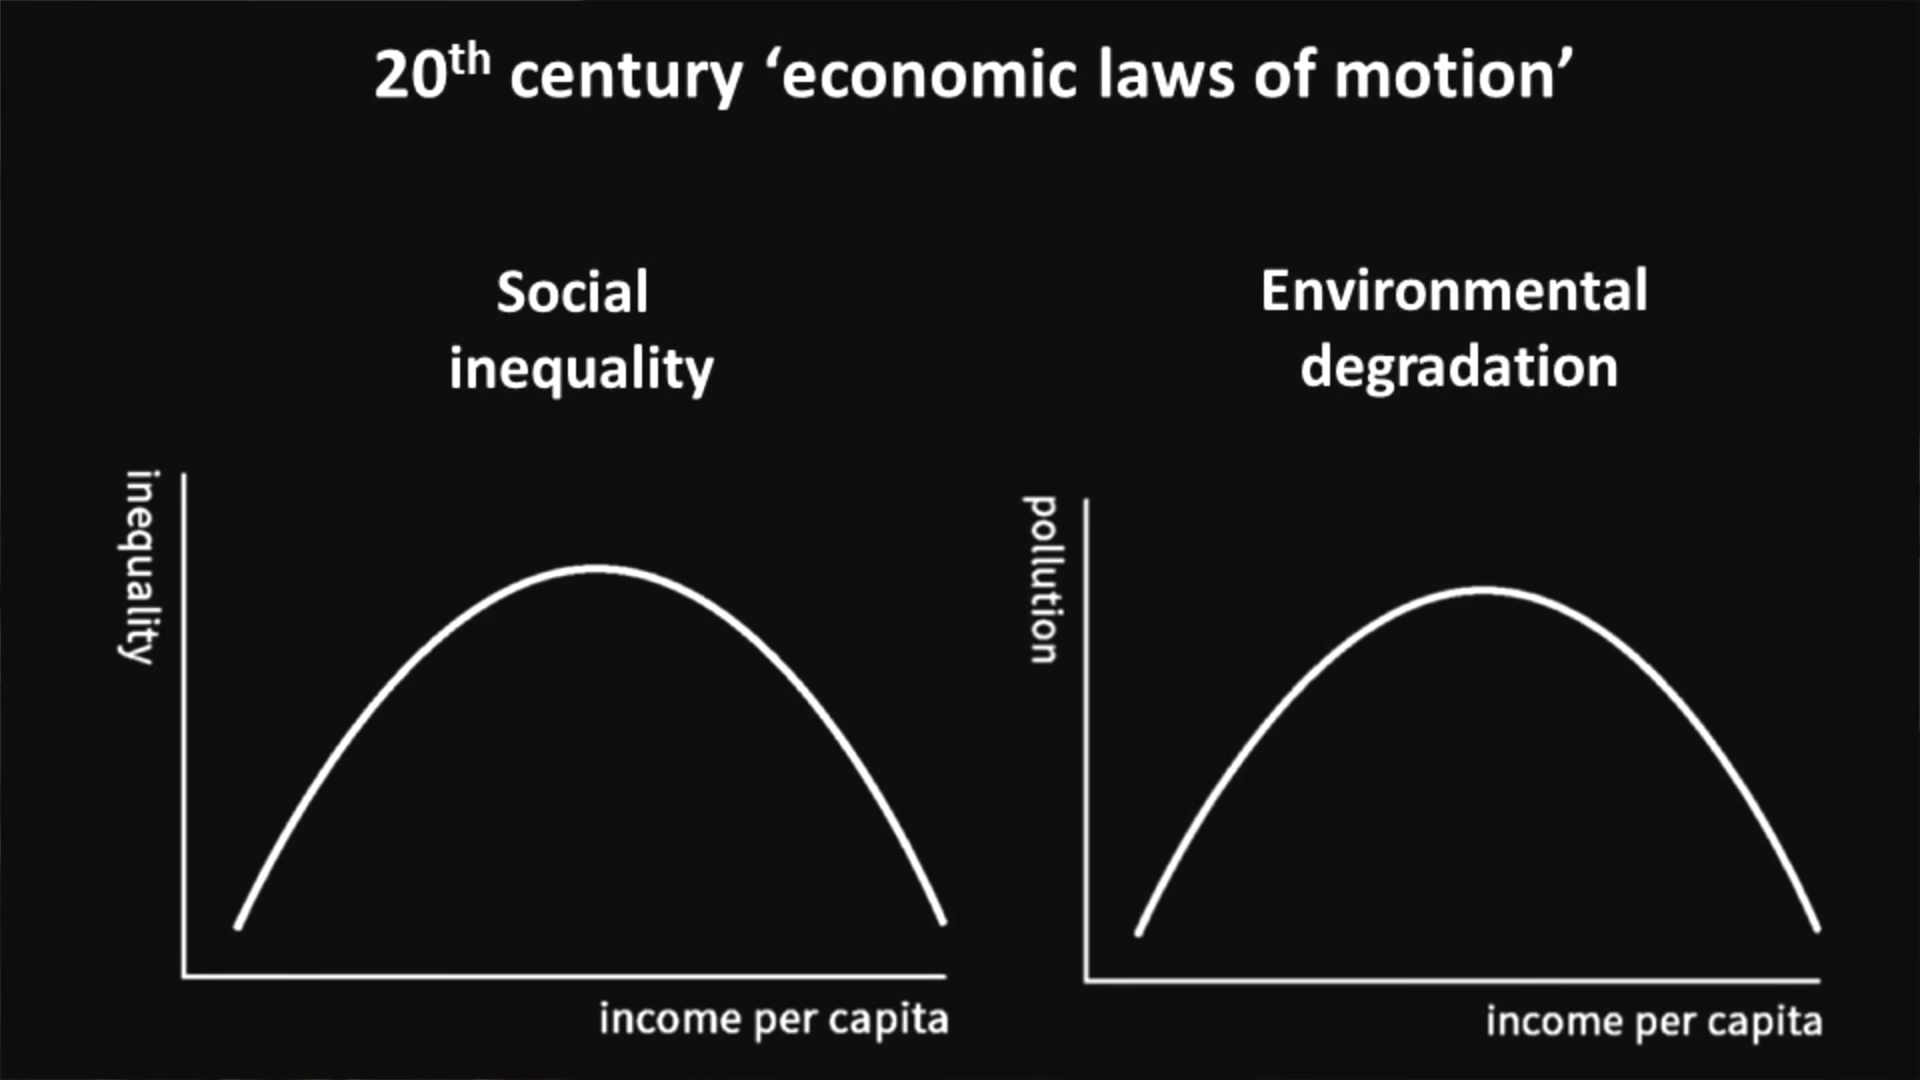 20th century ‘economic laws of motion’
Social
inequality
Environmental
degradation
inequality
income per capita
pollution
income per capita